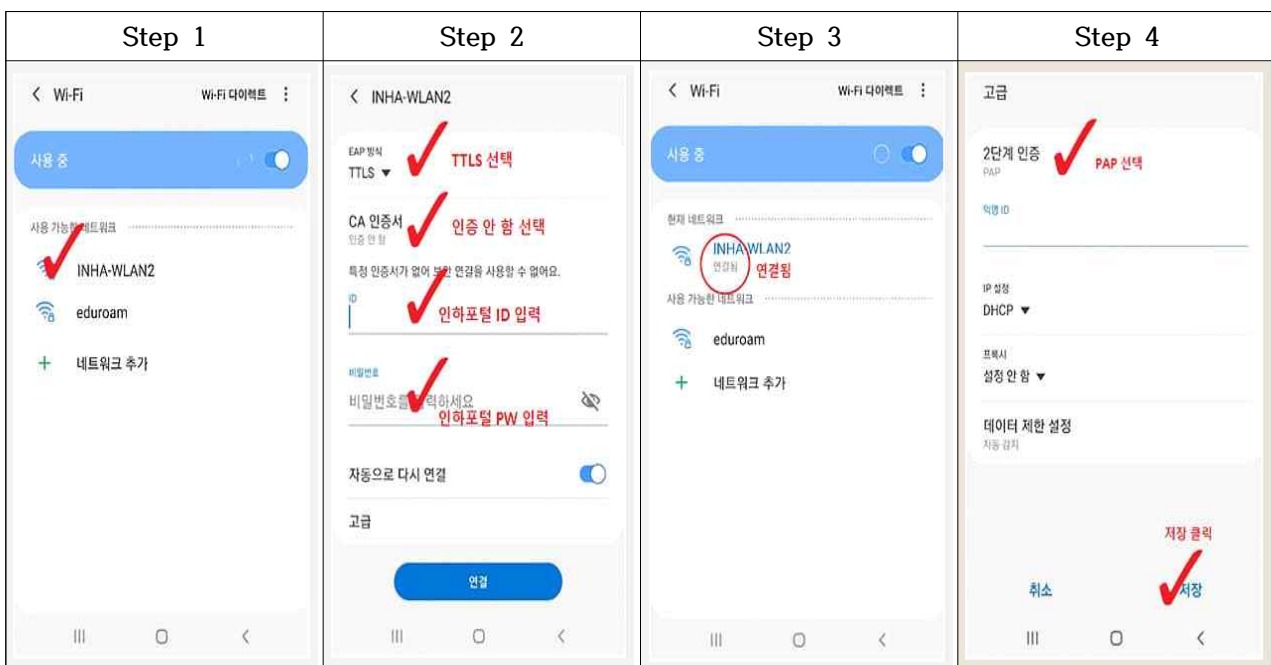 Step 1
Step 2
Step 3
Step 4
Wi-Fi
Wi-Fi 다이렉트
사용 중
사용 가능한 네트워크
INHA-WLAN2
eduroam
네트워크 추가
INHA-WLAN2
EAP 방식
TTLS
TTLS 선택
CA 인증서
인증 안 함
인증 안 함 선택
특정 인증서가 없어 보안 연결을 사용할 수 없어요.
ID
인하포털 ID 입력
비밀번호
비밀번호를 입력하세요
인하포털 PW 입력
자동으로 다시 연결
고급
연결
Wi-Fi
Wi-Fi 다이렉트
사용 중
현재 네트워크
INHA-WLAN2
연결됨
연결됨
사용 가능한 네트워크
eduroam
네트워크 추가
고급
2단계 인증
PAP
PAP 선택
익명 ID
IP 설정
DHCP
프록시
설정 안 함
데이터 제한 설정
자동 감지
저장 클릭
취소
저장